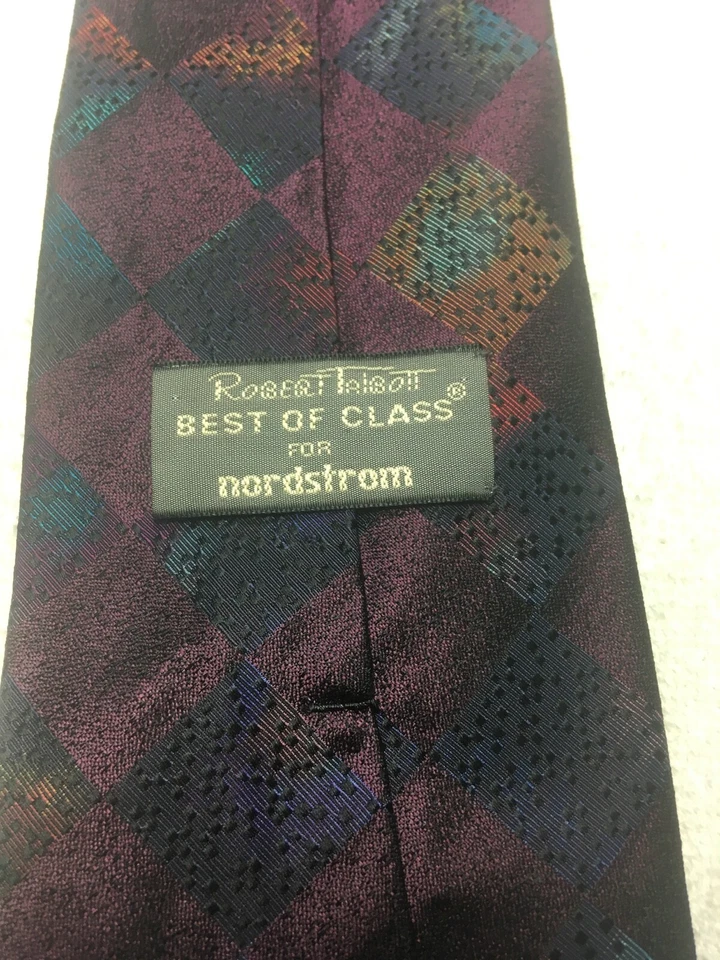 Robert Talbott
BEST OF CLASS®
FOR
nordstrom